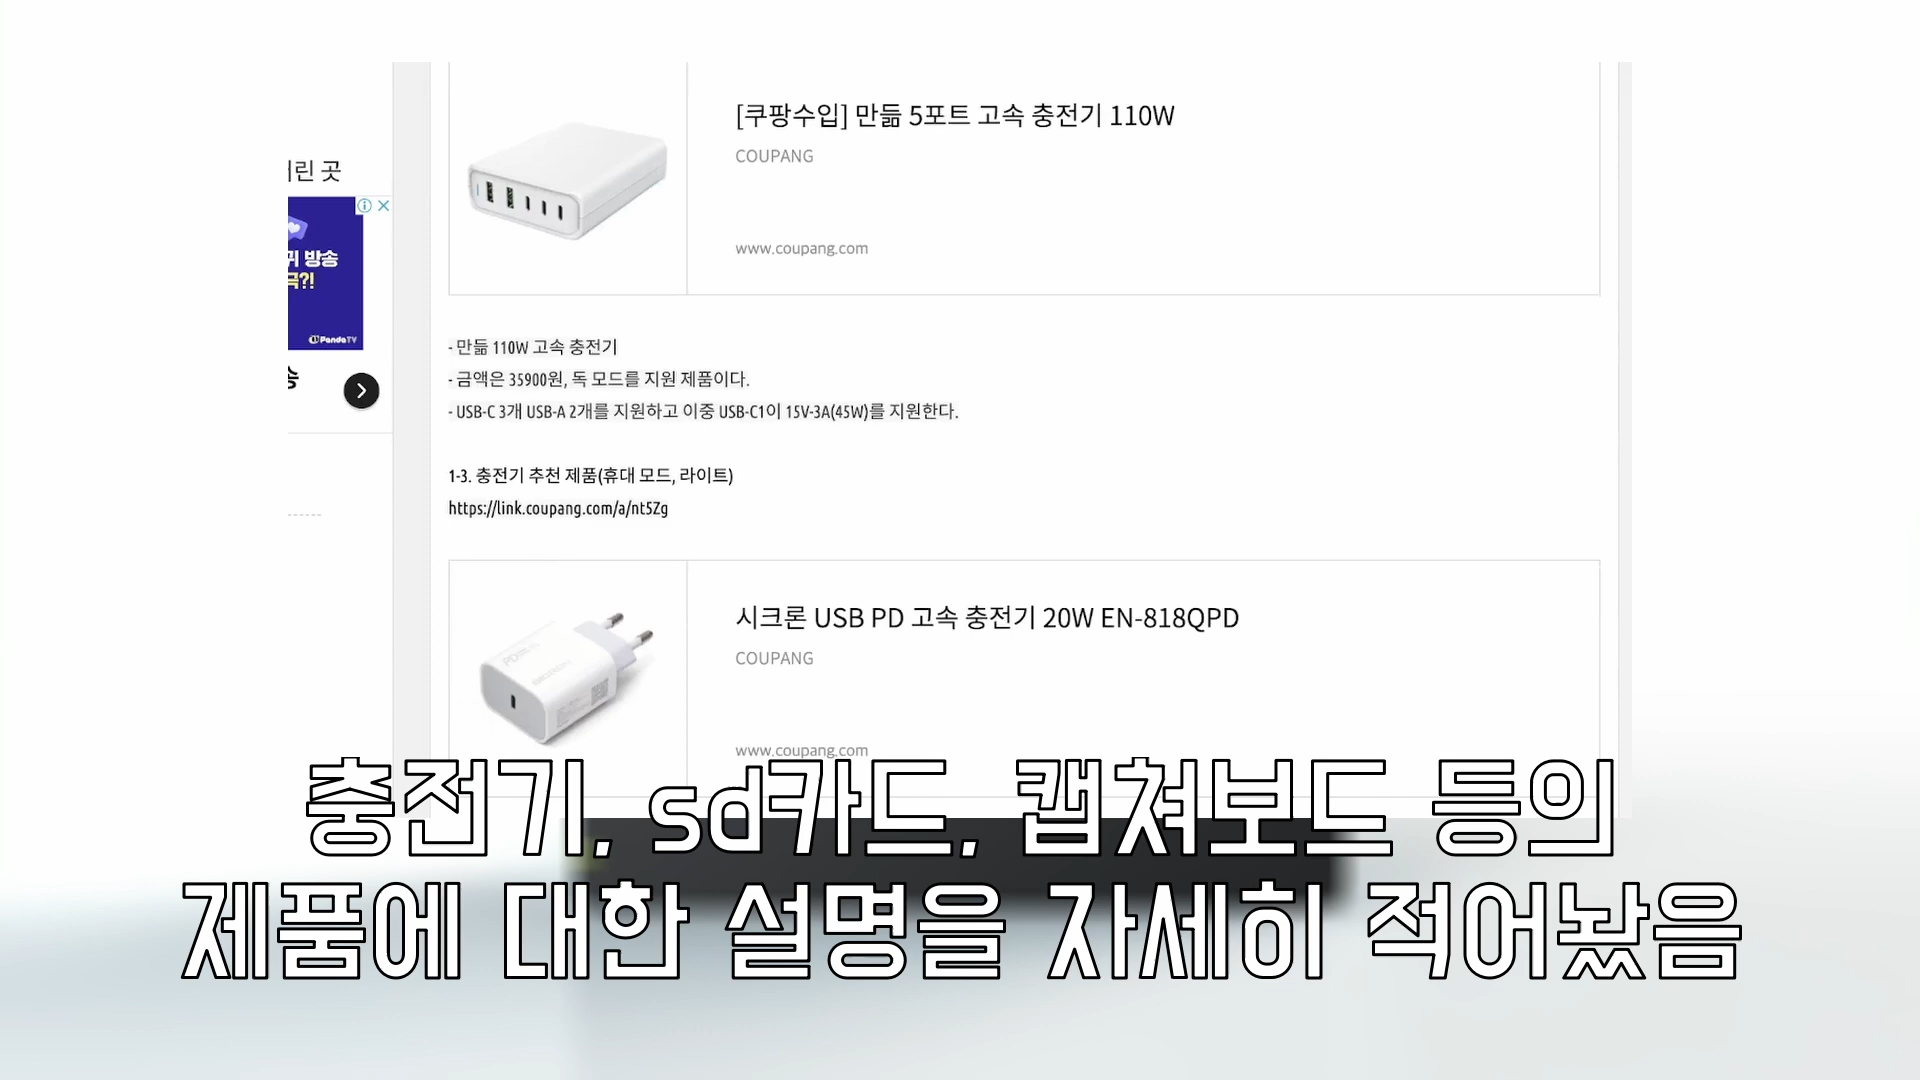 [쿠팡수입] 만듦 5포트 고속 충전기 110W
COUPANG
www.coupang.com
린 곳
방송
?!
PandaTV
- 만듦 110W 고속 충전기
- 금액은 35900원, 독 모드를 지원 제품이다.
- USB-C 3개 USB-A 2개를 지원하고 이중 USB-C1이 15V-3A(45W)를 지원한다.
1-3. 충전기 추천 제품(휴대 모드, 라이트)
https://link.coupang.com/a/nt5Zg
시크론 USB PD 고속 충전기 20W EN-818QPD
COUPANG
www.coupang.com
충전기, sd카드, 캡쳐보드 등의
제품에 대한 설명을 자세히 적어놨음